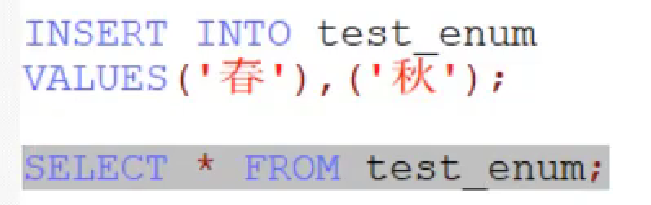 INSERT INTO test_enum
VALUES('春'),('秋');
SELECT * FROM test_enum;